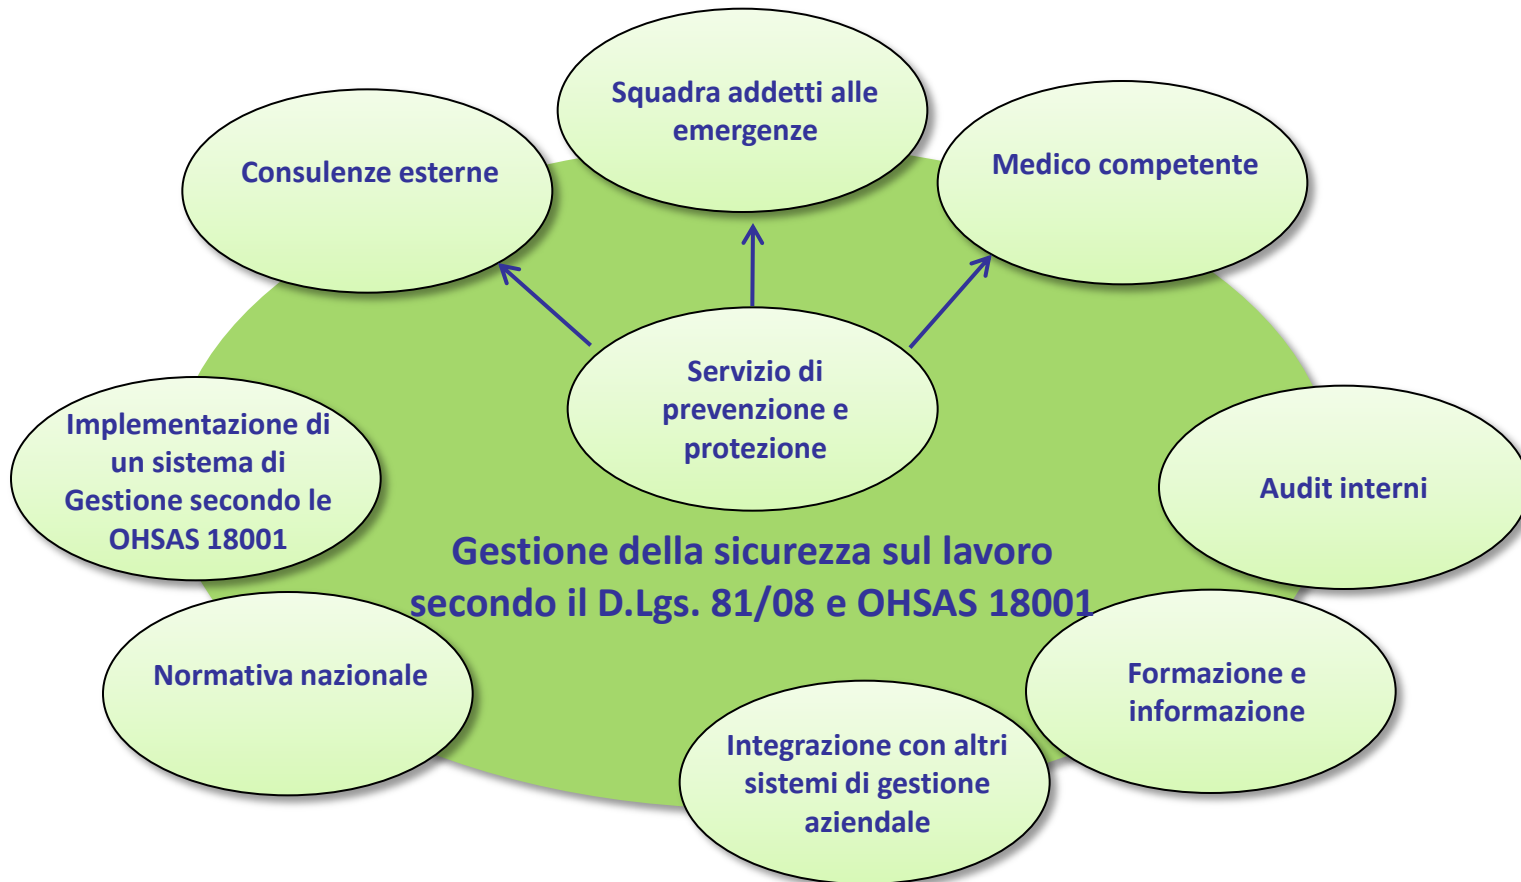 Squadra addetti alle
emergenze
Consulenze esterne
Medico competente
Servizio di
prevenzione e
protezione
Implementazione di
un sistema di
Gestione secondo le
OHSAS 18001
Audit interni
Gestione della sicurezza sul lavoro
secondo il D.Lgs. 81/08 e OHSAS 18001
Normativa nazionale
Formazione e
informazione
Integrazione con altri
sistemi di gestione
aziendale